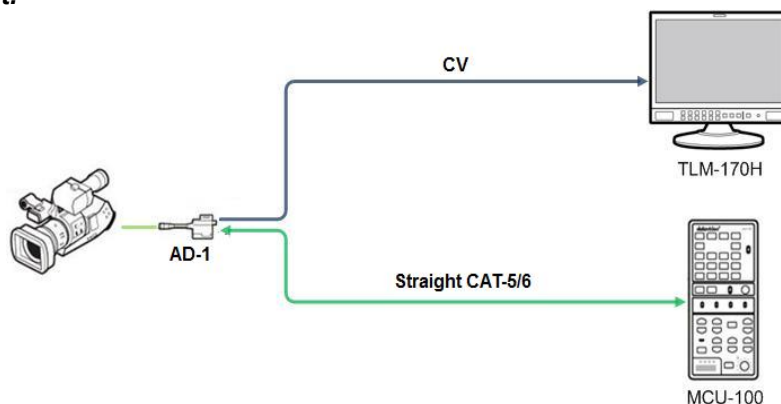 CV
TLM-170H
AD-1
Straight CAT-5/6
MCU-100